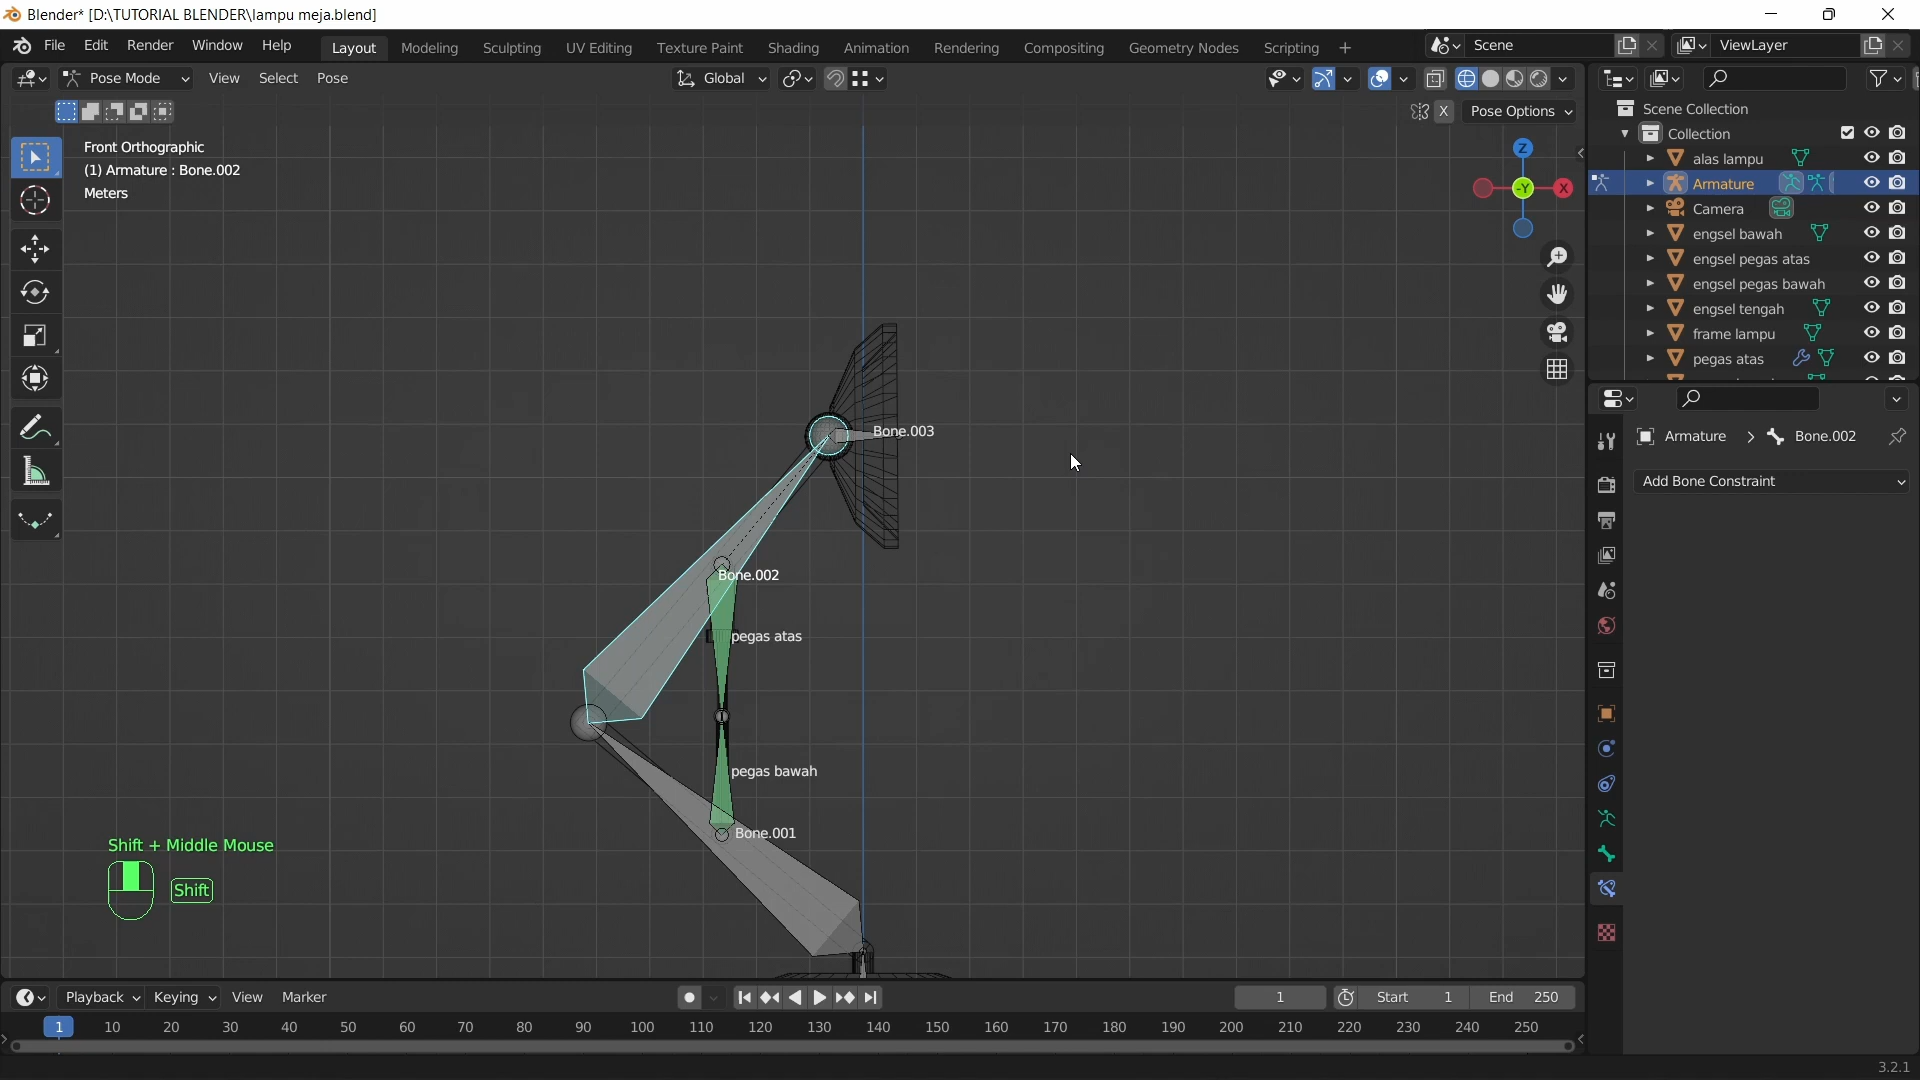 Blender* [D:\TUTORIAL BLENDER\lampu meja.blend]
File Edit Render Window Help Layout Modeling Sculpting UV Editing Texture Paint Shading Animation Rendering Compositing Geometry Nodes Scripting + Scene ViewLayer
Pose Mode View Select Pose Global
X Pose Options
Front Orthographic
(1) Armature : Bone.002
Meters
Z
-Y
X
Bone.003
Bone.002
pegas atas
pegas bawah
Bone.001
Shift + Middle Mouse
Shift
Scene Collection
Collection
alas lampu
Armature
Camera
engsel bawah
engsel pegas atas
engsel pegas bawah
engsel tengah
frame lampu
pegas atas
Armature > Bone.002
Add Bone Constraint
Playback Keying View Marker 1 Start 1 End 250
1 10 20 30 40 50 60 70 80 90 100 110 120 130 140 150 160 170 180 190 200 210 220 230 240 250
3.2.1